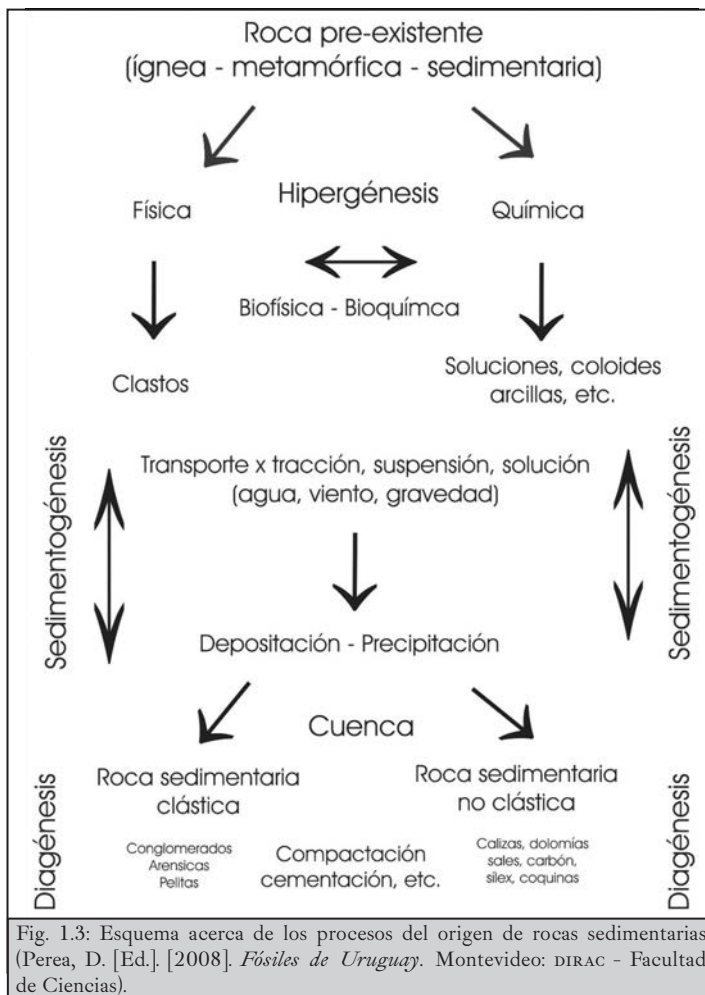 Roca pre-existente
(ígnea - metamórfica - sedimentaria)
Hipergénesis
Física
Química
Biofísica - Bioquímca
Clastos
Soluciones, coloides
arcillas, etc.
Sedimentogénesis
Transporte x tracción, suspensión, solución
(agua, viento, gravedad)
Sedimentogénesis
Depositación - Precipitación
Cuenca
Diagénesis
Roca sedimentaria
clástica
Roca sedimentaria
no clástica
Diagénesis
Conglomerados
Arensicas
Pelitas
Compactación
cementación, etc.
Calizas, dolomías
sales, carbón,
sílex, coquinas
Fig. 1.3: Esquema acerca de los procesos del origen de rocas sedimentarias
(Perea, D. [Ed.]. [2008]. Fósiles de Uruguay. Montevideo: DIRAC - Facultad
de Ciencias).